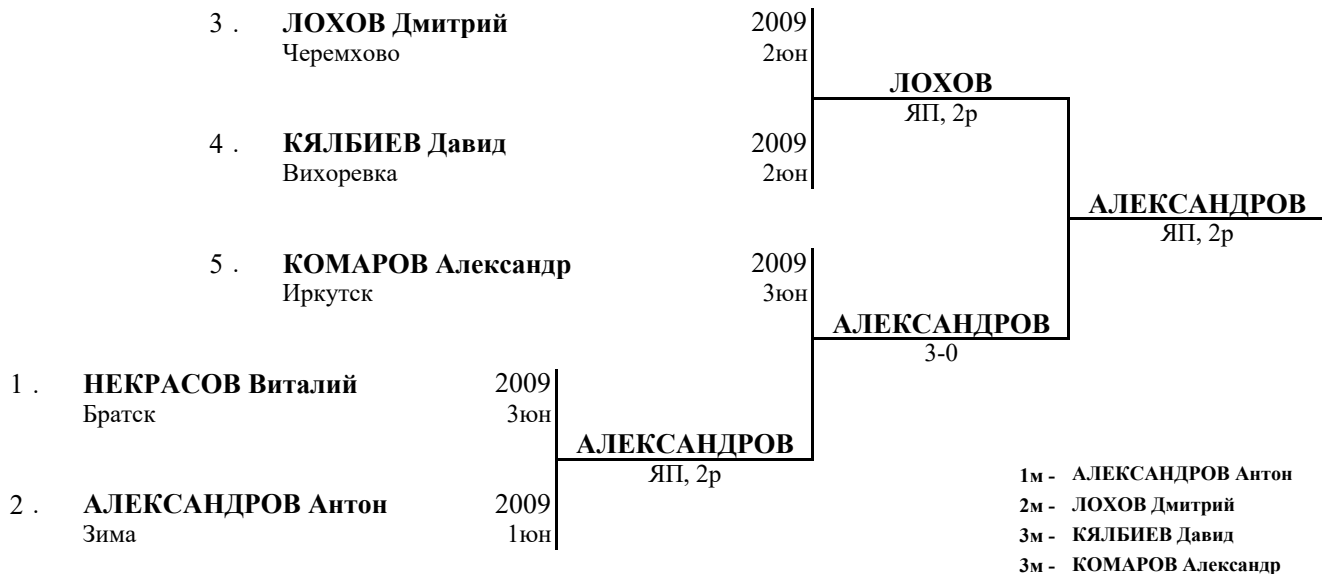 3 . ЛОХОВ Дмитрий 2009
Черемхово 2юн
ЛОХОВ
ЯП, 2р
4 . КЯЛБИЕВ Давид 2009
Вихоревка 2юн
АЛЕКСАНДРОВ
ЯП, 2р
5 . КОМАРОВ Александр 2009
Иркутск 3юн
АЛЕКСАНДРОВ
3-0
1 . НЕКРАСОВ Виталий 2009
Братск 3юн
АЛЕКСАНДРОВ
ЯП, 2р
2 . АЛЕКСАНДРОВ Антон 2009
Зима 1юн
1м - АЛЕКСАНДРОВ Антон
2м - ЛОХОВ Дмитрий
3м - КЯЛБИЕВ Давид
3м - КОМАРОВ Александр